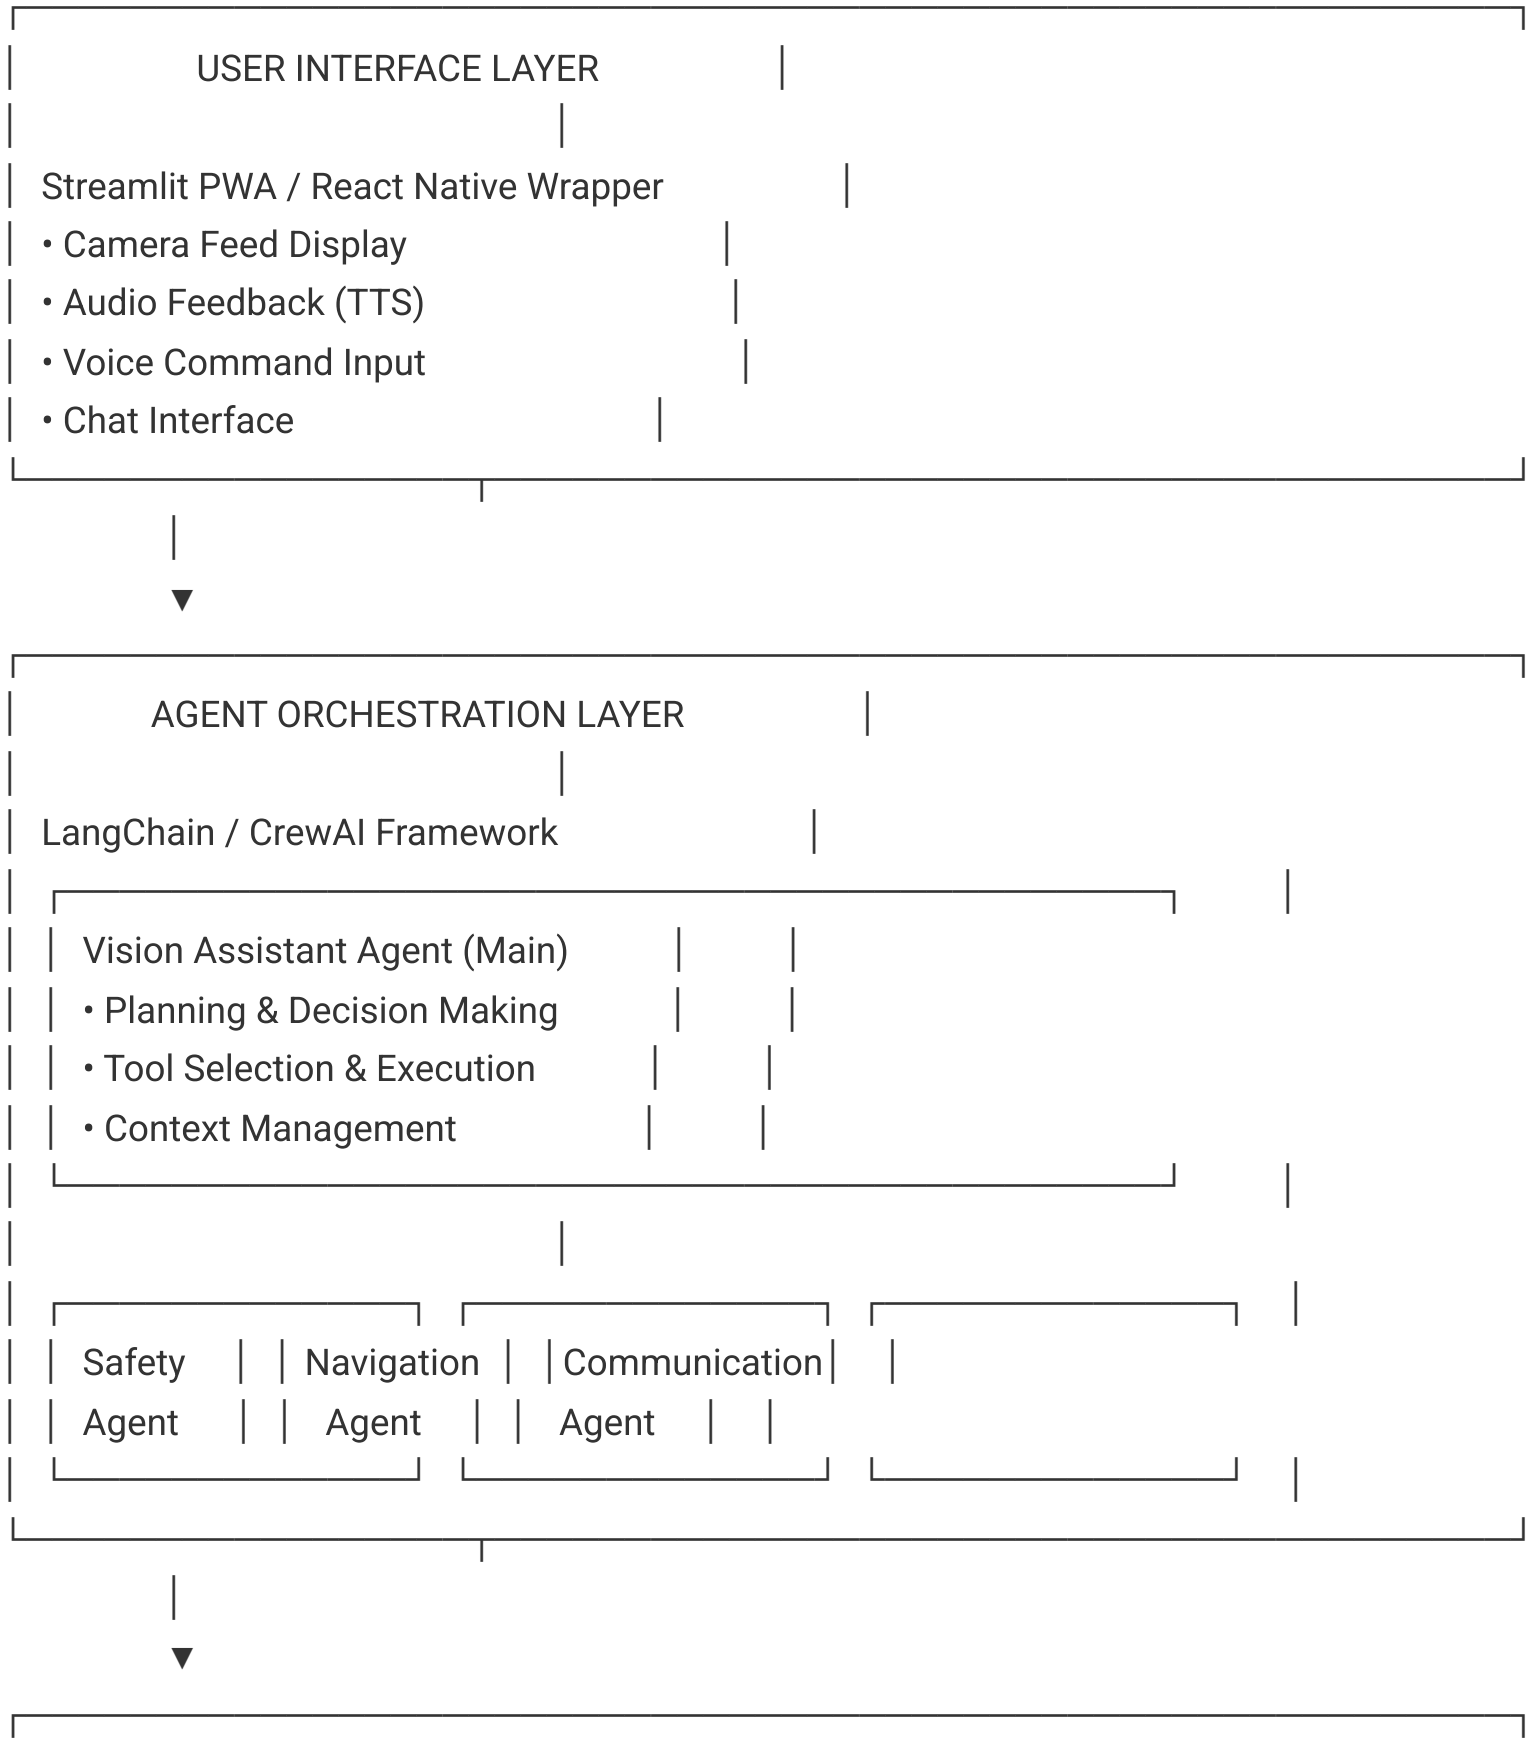 USER INTERFACE LAYER
Streamlit PWA / React Native Wrapper
• Camera Feed Display
• Audio Feedback (TTS)
• Voice Command Input
• Chat Interface
▼
AGENT ORCHESTRATION LAYER
LangChain / CrewAI Framework
Vision Assistant Agent (Main)
• Planning & Decision Making
• Tool Selection & Execution
• Context Management
Safety Navigation Communication
Agent Agent Agent
▼